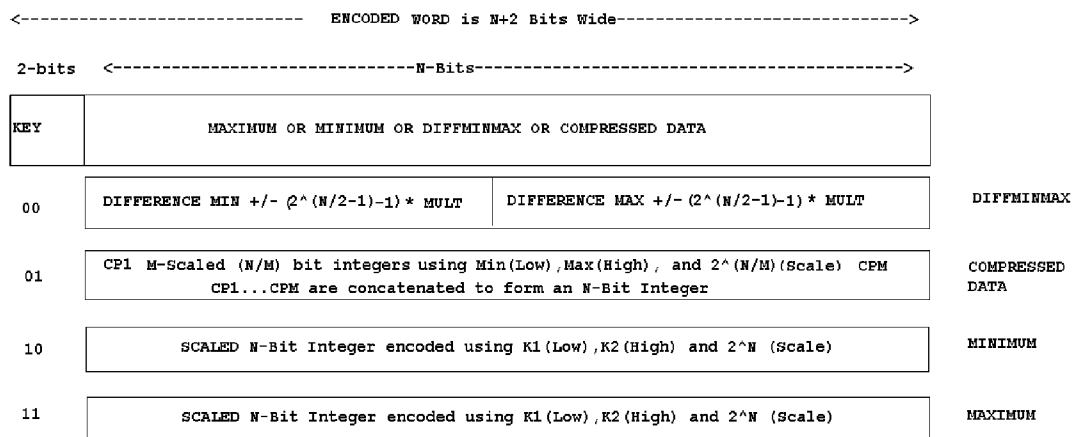 <---------------------------- ENCODED WORD is N+2 Bits Wide-------------------------->
2-bits <------------------------------N-Bits------------------------------------------->
KEY MAXIMUM OR MINIMUM OR DIFFMINMAX OR COMPRESSED DATA
00 DIFFERENCE MIN +/- (2^(N/2-1)-1)* MULT DIFFERENCE MAX +/-(2^(N/2-1)-1)* MULT DIFFMINMAX
01 CP1 M-Scaled (N/M) bit integers using Min(Low),Max(High), and 2^(N/M)(Scale) CPM COMPRESSED
CP1...CPM are concatenated to form an N-Bit Integer DATA
10 SCALED N-Bit Integer encoded using K1(Low),K2(High) and 2^N (Scale) MINIMUM
11 SCALED N-Bit Integer encoded using K1(Low),K2(High) and 2^N (Scale) MAXIMUM